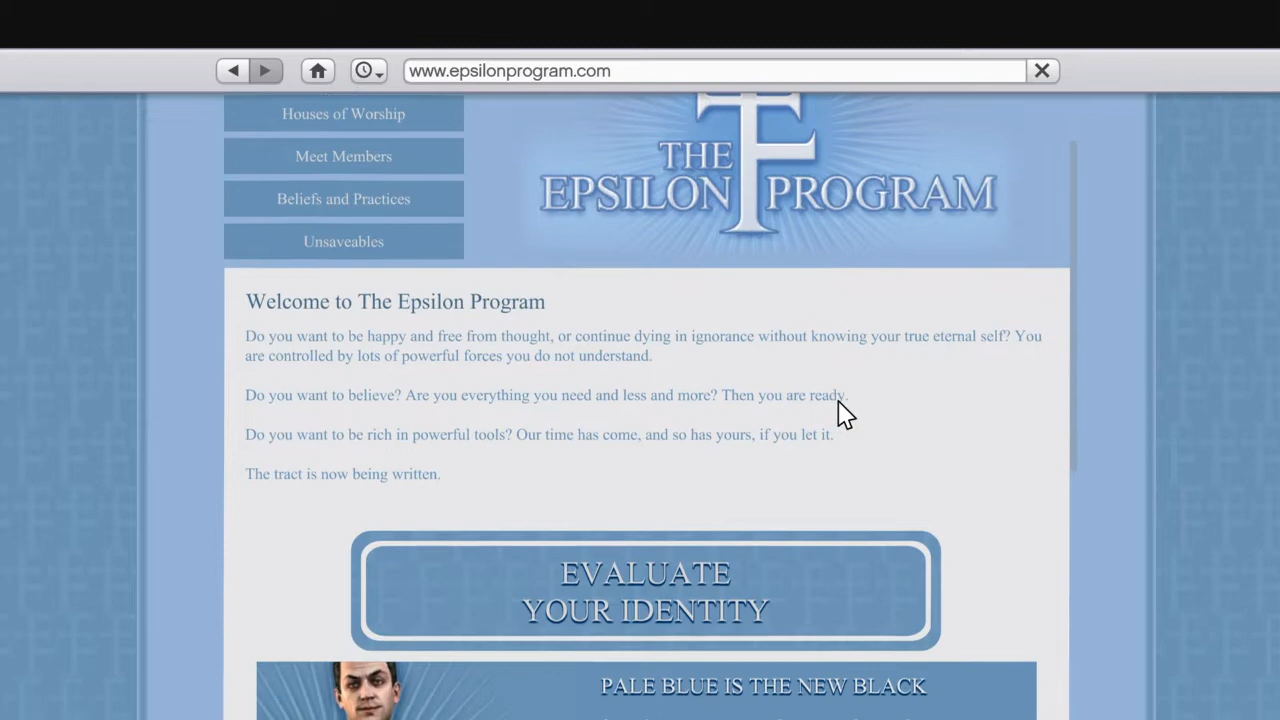 www.epsilonprogram.com
Houses of Worship
Meet Members
Beliefs and Practices
Unsaveables
THE
EPSILON PROGRAM
Welcome to The Epsilon Program
Do you want to be happy and free from thought, or continue dying in ignorance without knowing your true eternal self? You
are controlled by lots of powerful forces you do not understand.
Do you want to believe? Are you everything you need and less and more? Then you are ready.
Do you want to be rich in powerful tools? Our time has come, and so has yours, if you let it.
The tract is now being written.
EVALUATE
YOUR IDENTITY
PALE BLUE IS THE NEW BLACK